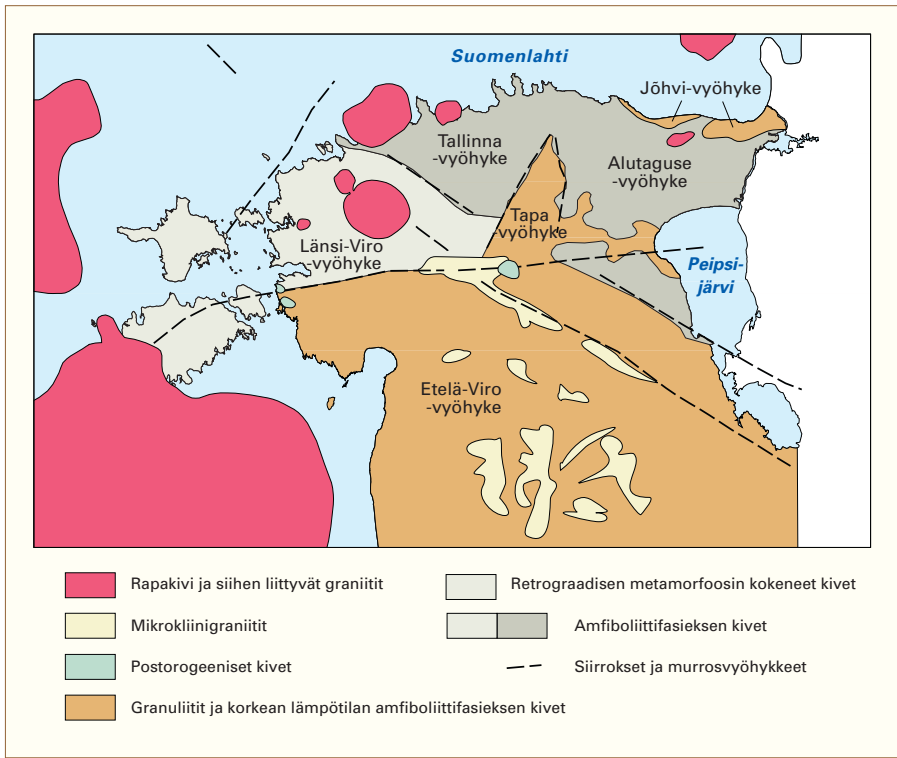 Suomenlahti
Jõhvi-vyöhyke
Tallinna
-vyöhyke
Alutaguse
-vyöhyke
Tapa
-vyöhyke
Länsi-Viro
-vyöhyke
Peipsi-
järvi
Etelä-Viro
-vyöhyke
Rapakivi ja siihen liittyvät graniitit
Mikrokliinigraniitit
Postorogeeniset kivet
Granuliitit ja korkean lämpötilan amfiboliittifasieksen kivet
Retrograadisen metamorfoosin kokeneet kivet
Amfiboliittifasieksen kivet
Siirrokset ja murrosvyöhykkeet